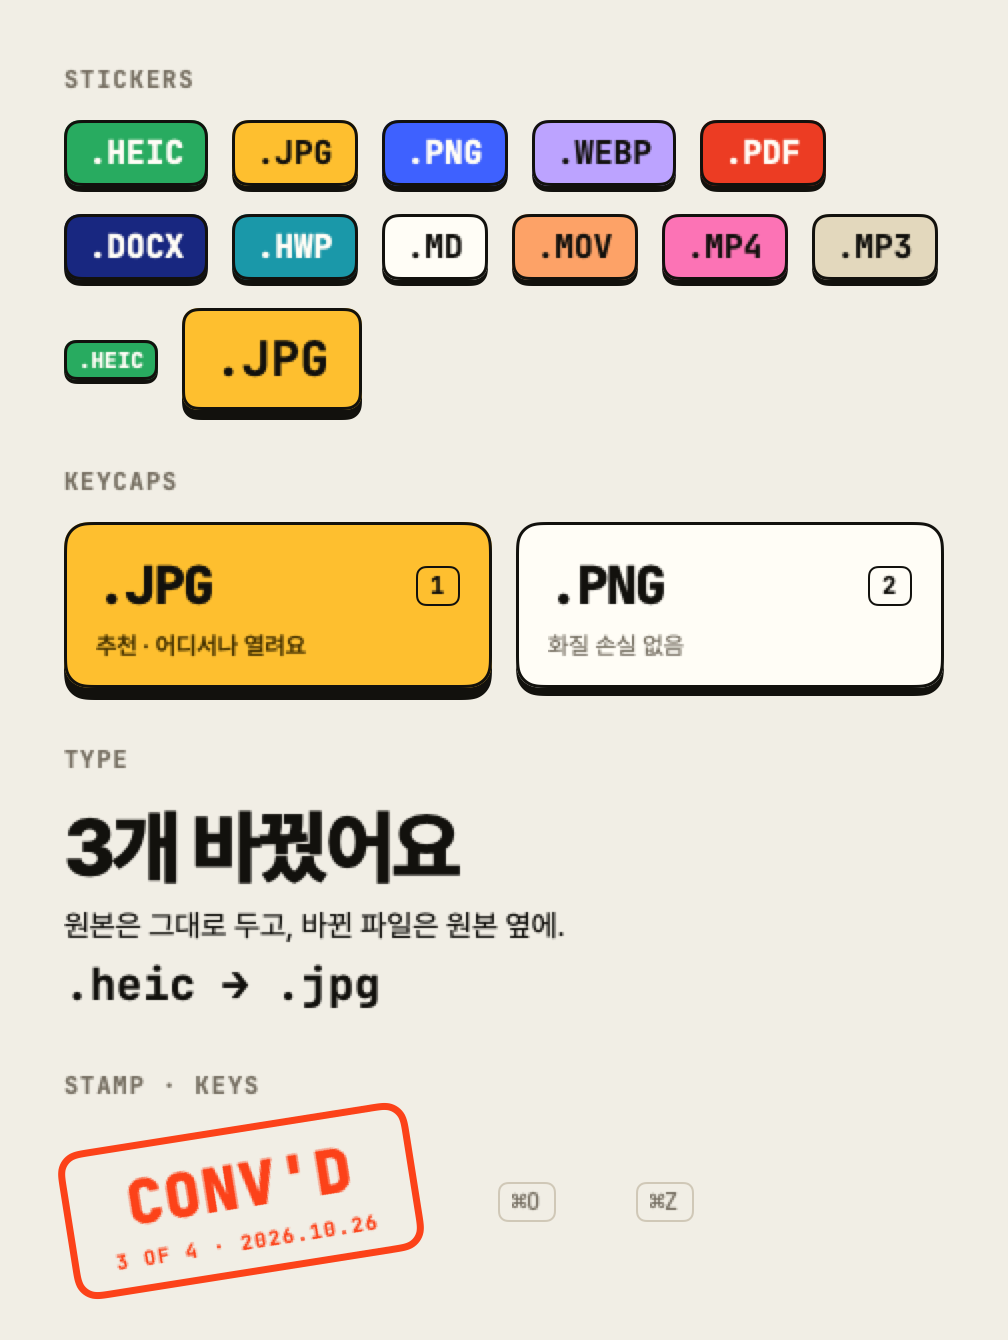 STICKERS
.HEIC .JPG .PNG .WEBP .PDF
.DOCX .HWP .MD .MOV .MP4 .MP3
.HEIC .JPG
KEYCAPS
.JPG 1
추천 · 어디서나 열려요
.PNG 2
화질 손실 없음
TYPE
3개 바꿨어요
원본은 그대로 두고, 바뀐 파일은 원본 옆에.
.heic → .jpg
STAMP · KEYS
CONV'D
3 OF 4 · 2026.10.26
⌘O ⌘Z